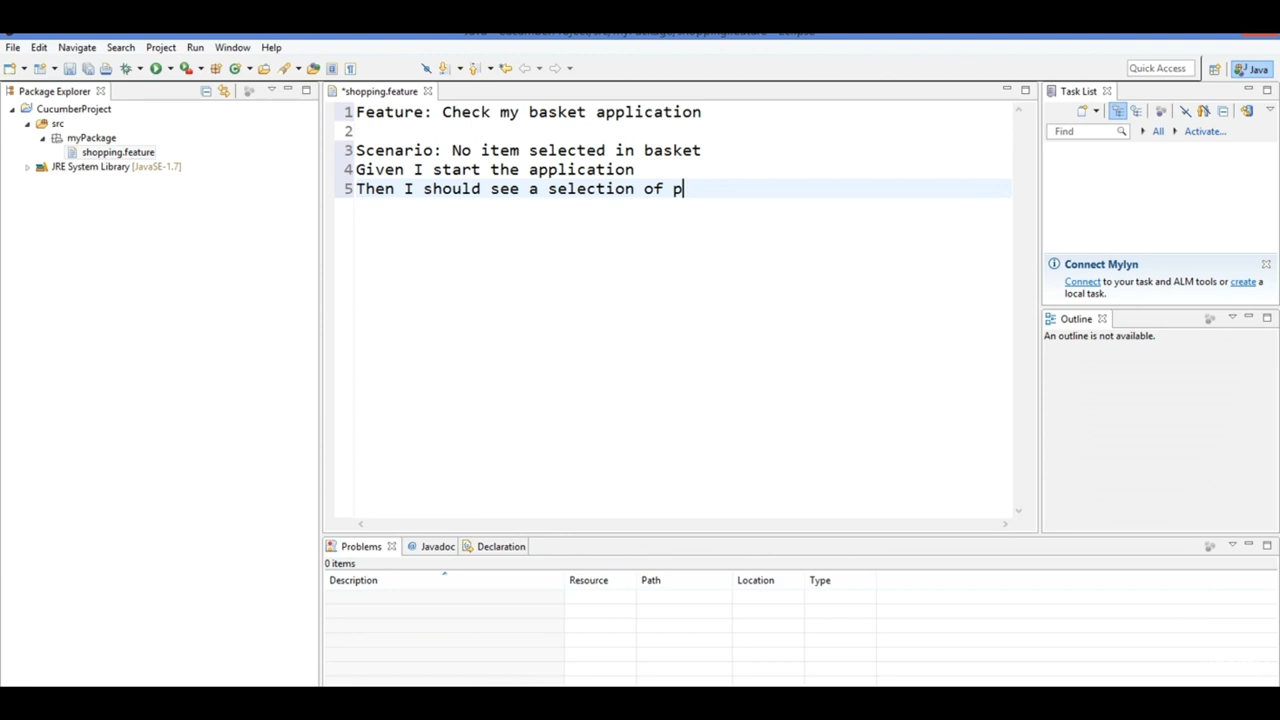 File Edit Navigate Search Project Run Window Help
Quick Access
Java
Package Explorer
*shopping.feature
Task List
CucumberProject
src
myPackage
shopping.feature
JRE System Library [JavaSE-1.7]
1 Feature: Check my basket application
2
3 Scenario: No item selected in basket
4 Given I start the application
5 Then I should see a selection of p
Find
All
Activate...
Connect Mylyn
Connect to your task and ALM tools or create a
local task.
Outline
An outline is not available.
Problems @ Javadoc Declaration
0 items
Description Resource Path Location Type